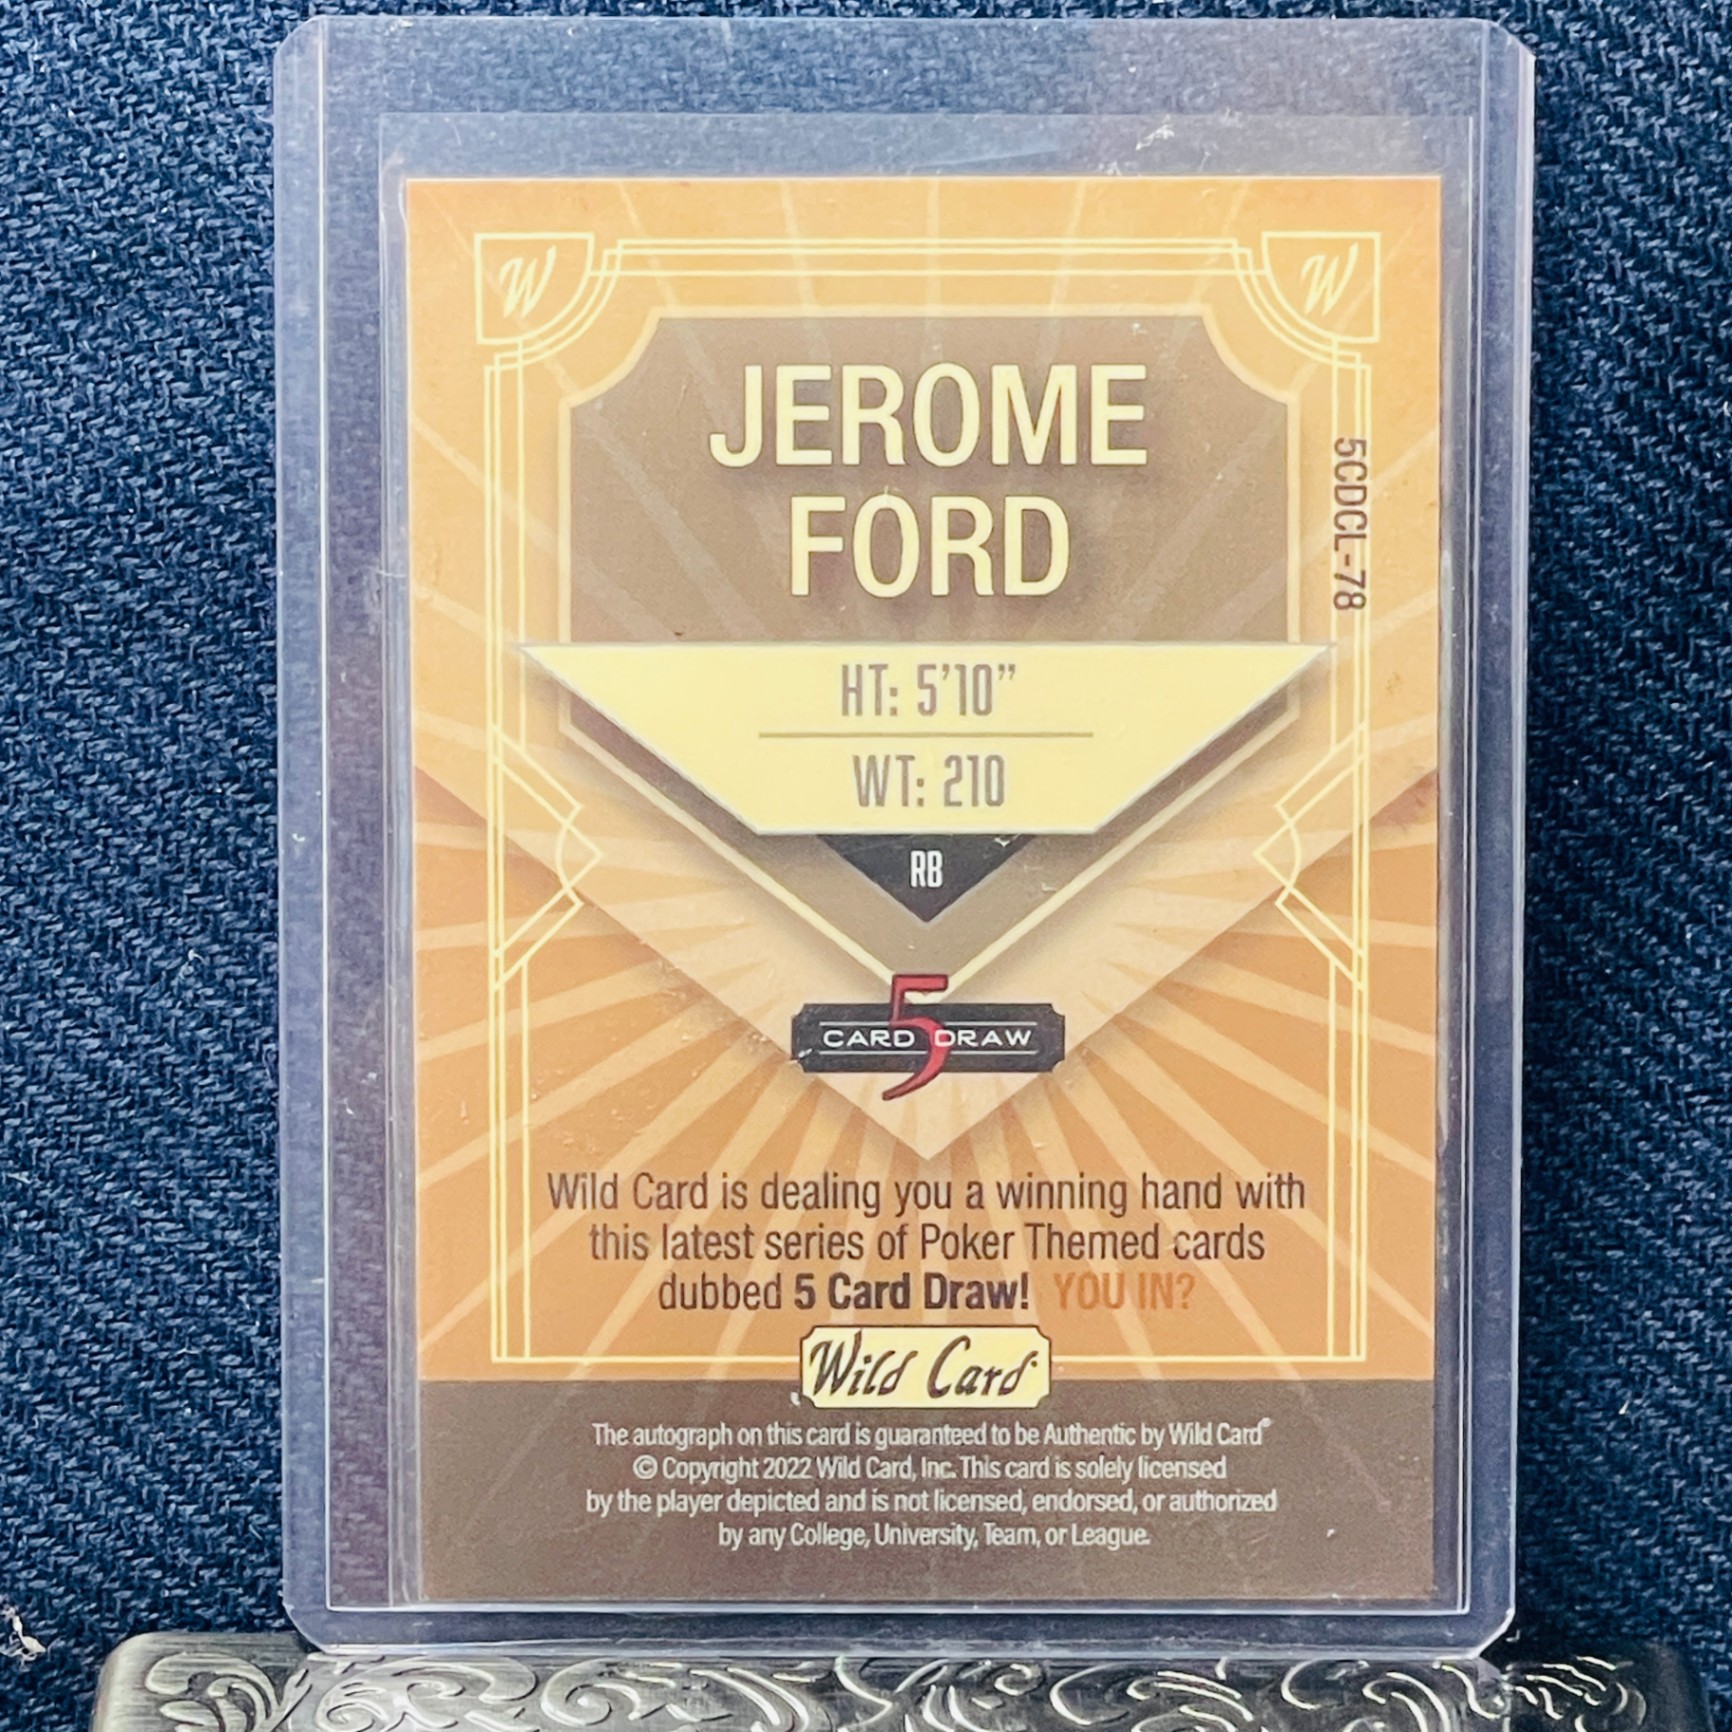 W W
JEROME
FORD
5CDCL-78
HT: 5'10"
WT: 210
RB
5
CARD DRAW
Wild Card is dealing you a winning hand with
this latest series of Poker Themed cards
dubbed 5 Card Draw! YOU IN?
Wild Card
The autograph on this card is guaranteed to be Authentic by Wild Card®
© Copyright 2022 Wild Card, Inc. This card is solely licensed
by the player depicted and is not licensed, endorsed, or authorized
by any College, University, Team, or League.